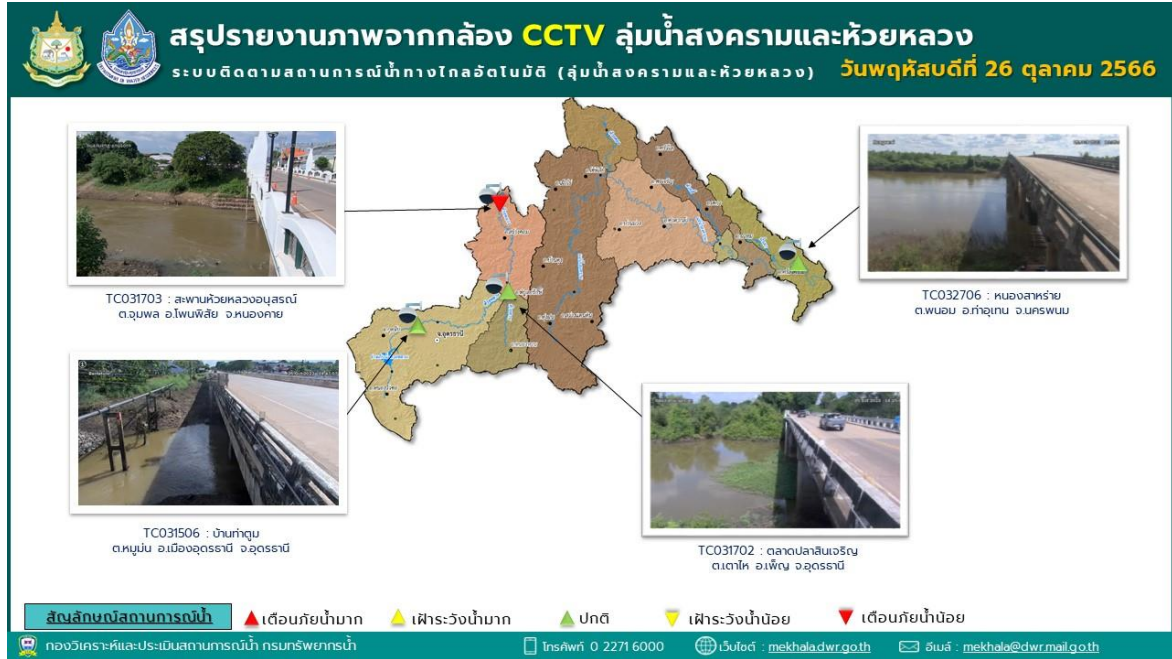 สรุปรายงานภาพจากกล้อง CCTV ลุ่มน้ำสงครามและห้วยหลวง
ระบบติดตามสถานการณ์น้ำทางไกลอัตโนมัติ (ลุ่มน้ำสงครามและห้วยหลวง) วันพฤหัสบดีที่ 26 ตุลาคม 2566
TC031703 : สะพานห้วยหลวงอนุสรณ์
ต.จุมพล อ.โพนพิสัย จ.หนองคาย
TC032706 : หนองสาหร่าย
ต.พนอม อ.ท่าอุเทน จ.นครพนม
จ.อุดรธานี
TC031506 : บ้านท่าตูม
ต.หมูม่น อ.เมืองอุดรธานี จ.อุดรธานี
TC031702 : ตลาดปลาสินเจริญ
ต.เตาไห อ.เพ็ญ จ.อุดรธานี
สัญลักษณ์สถานการณ์น้ำ เตือนภัยน้ำมาก เฝ้าระวังน้ำมาก ปกติ เฝ้าระวังน้ำน้อย เตือนภัยน้ำน้อย
กองวิเคราะห์และประเมินสถานการณ์น้ำ กรมทรัพยากรน้ำ โทรศัพท์ 0 2271 6000 เว็บไซต์ : mekhala.dwr.go.th อีเมล์ : mekhala@dwr.mail.go.th